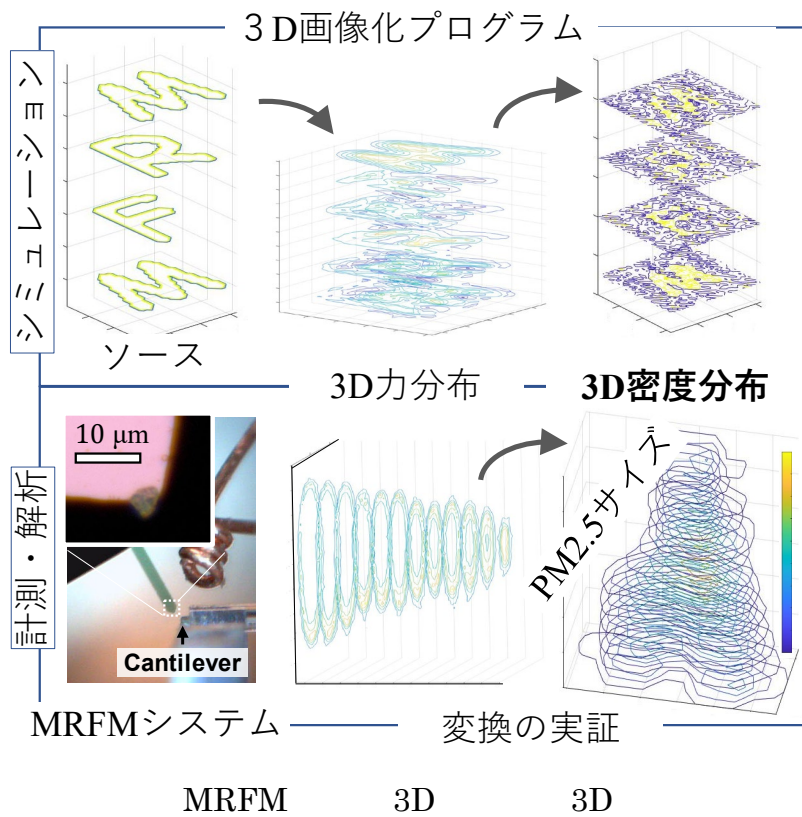 ３D画像化プログラム
シミュレーション
M
R
F
M
ソース
3D力分布
3D密度分布
計測・解析
10 μm
Cantilever
PM2.5サイズ
MRFMシステム
変換の実証
MRFM 3D 3D